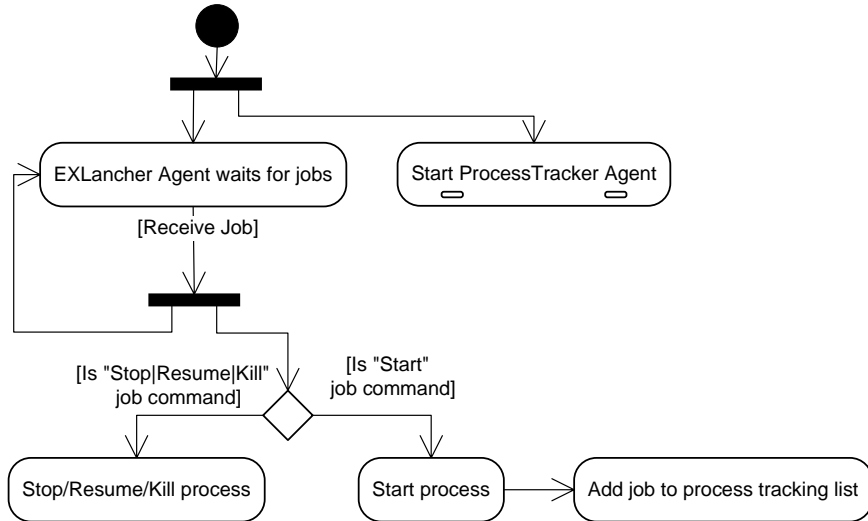 EXLancher Agent waits for jobs
Start ProcessTracker Agent
[Receive Job]
[Is "Stop|Resume|Kill"
job command]
[Is "Start"
job command]
Stop/Resume/Kill process
Start process
Add job to process tracking list